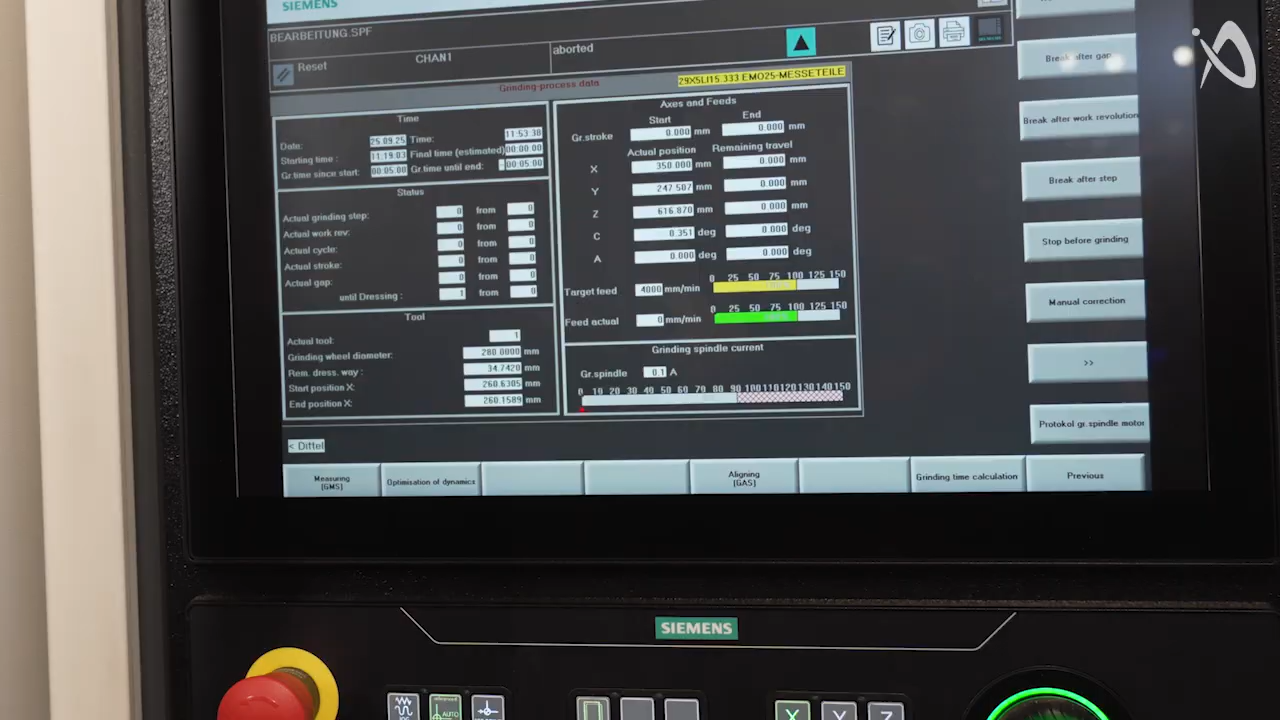 SIEMENS
BEARBEITUNG SPF
Reset
CHAN1
aborted
Grinding-process data
29X5LI15.333 EMO25-MESSETEILE
Time
Date: 25.09.25 Time: 11:53:30
Starting time : 11:19:03 Final time (estimated) 00:00:00
Gr.time since start: 00:05:00 Gr.time until end: -00:05:00
Status
Actual grinding step: 0 from 0
Actual work rev: 0 from 0
Actual cycle: 0 from 0
Actual stroke: 0 from 0
Actual gap: 0 from 0
until Dressing : 1 from 0
Tool
Actual tool: 1
Grinding wheel diameter: 280.0000 mm
Rem. dress. way : 34.7420 mm
Start position X: 260.6305 mm
End position X: 260.1589 mm
Axes and Feeds
Start End
Gr.stroke 0.000 mm 0.000 mm
Actual position Remaining travel
X 350.000 mm 0.000 mm
Y 247.507 mm 0.000 mm
Z 616.870 mm 0.000 mm
C 0.351 deg 0.000 deg
A 0.000 deg 0.000 deg
0 25 50 75 100 125 150
Target feed 4000 mm/min
0 25 50 75 100 125 150
Feed actual 0 mm/min
Grinding spindle current
Gr.spindle 0.1 A
0 10 20 30 40 50 60 70 80 90 100 110 120 130 140 150
< Dittel
Measuring
[GMS]
Optimisation of dynamics
Aligning
[GAS]
Grinding time calculation
Previous
Break after gap
Break after work revolution
Break after step
Stop before grinding
Manual correction
>>
Protokol gr.spindle motor
SIEMENS
AUTO
X Y Z